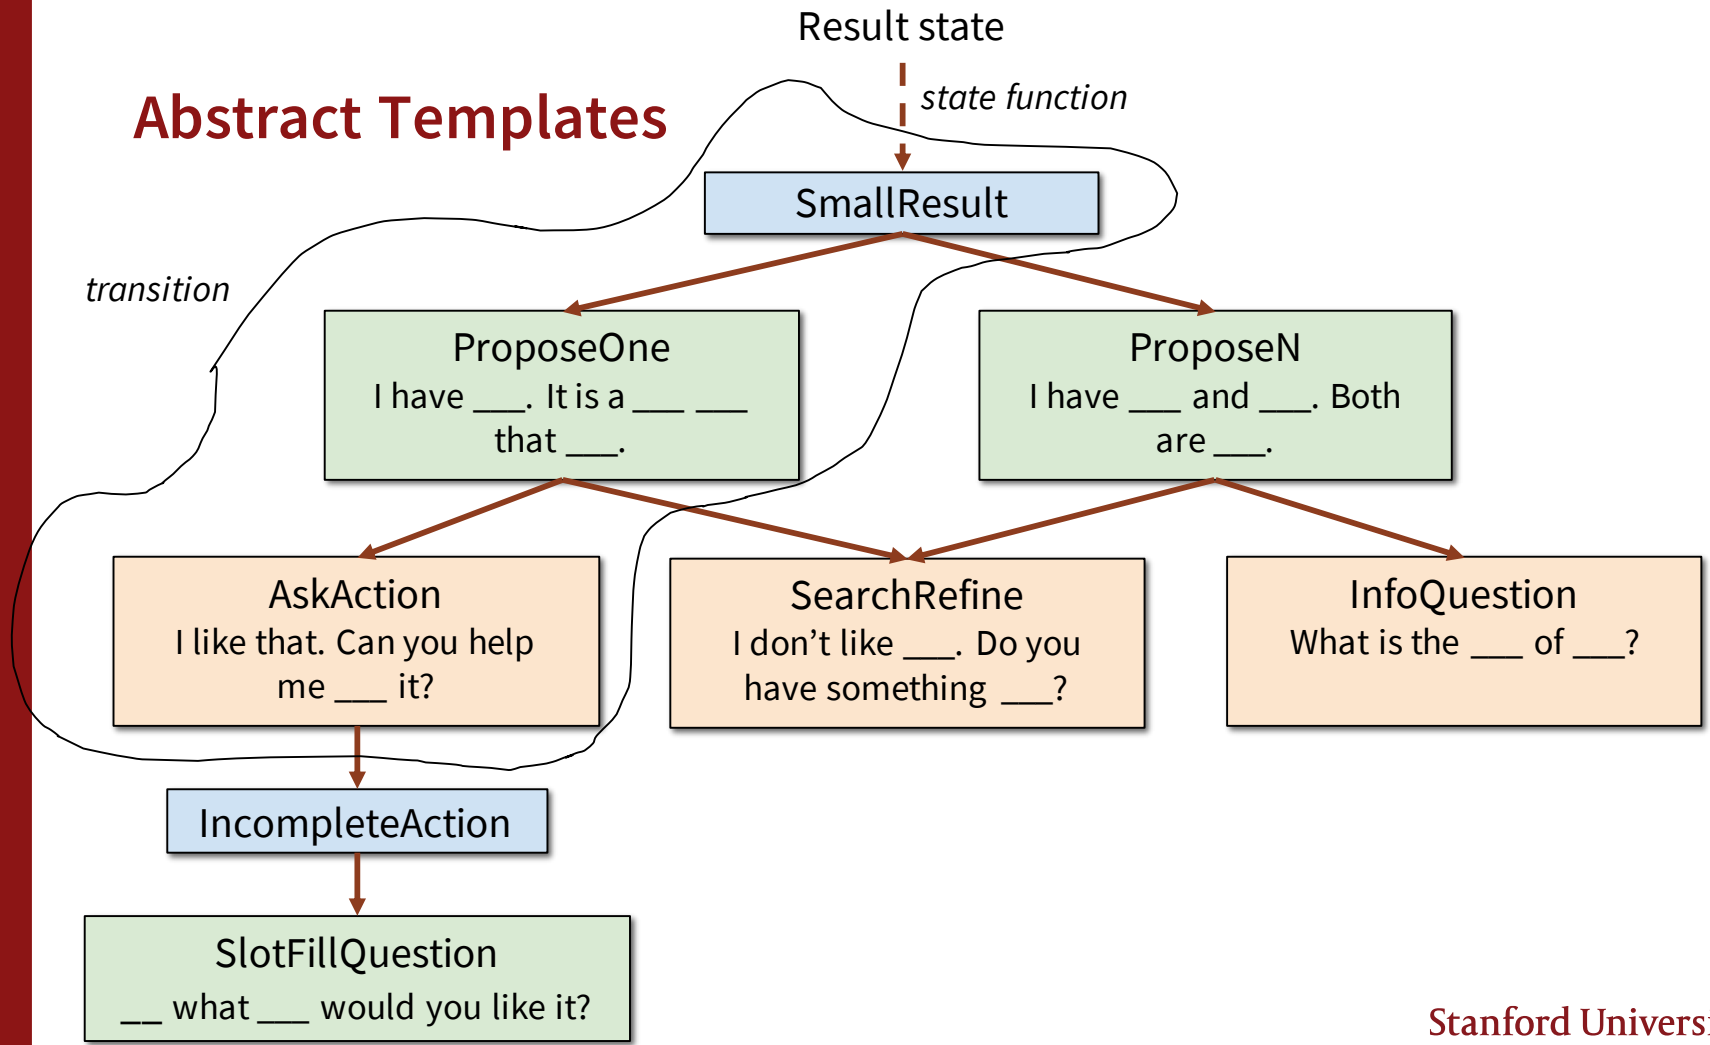 Result state
state function
Abstract Templates
SmallResult
transition
ProposeOne
I have ___. It is a ___ ___
that ___.
ProposeN
I have ___ and ___. Both
are ___.
AskAction
I like that. Can you help
me ___ it?
SearchRefine
I don’t like ___. Do you
have something ___?
InfoQuestion
What is the ___ of ___?
IncompleteAction
SlotFillQuestion
__ what ___ would you like it?
Stanford Univers